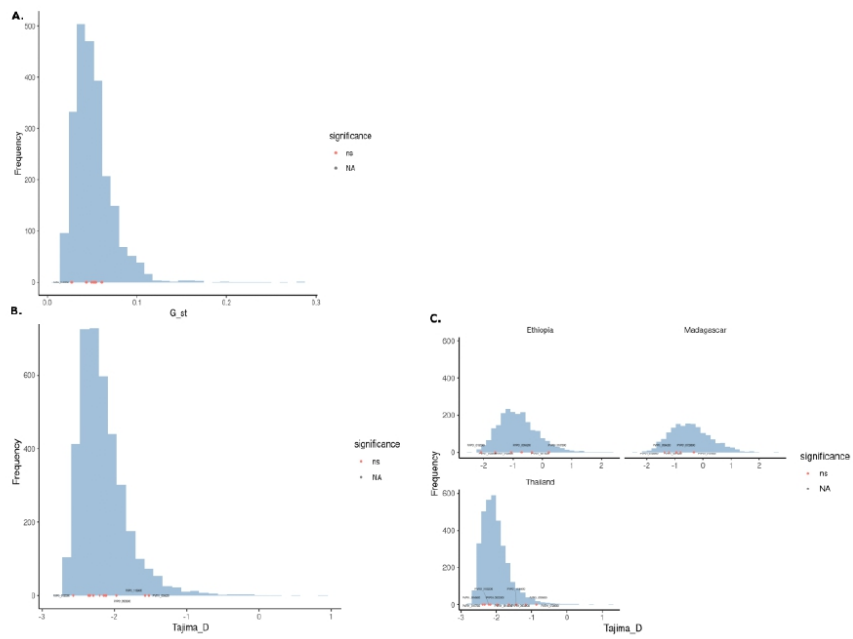 A.
500
400
300
200
100
0
Frequency
0.0 0.1 0.2 0.3
G_st
significance
ns
NA
B.
600
400
200
0
Frequency
-3 -2 -1 0 1
Tajima_D
significance
ns
NA
C.
Ethiopia Madagascar
600
400
200
0
-2 -1 0 1 2 -2 -1 0 1 2
Frequency
Thailand
600
400
200
0
-3 -2 -1 0 1
Tajima_D
significance
ns
NA